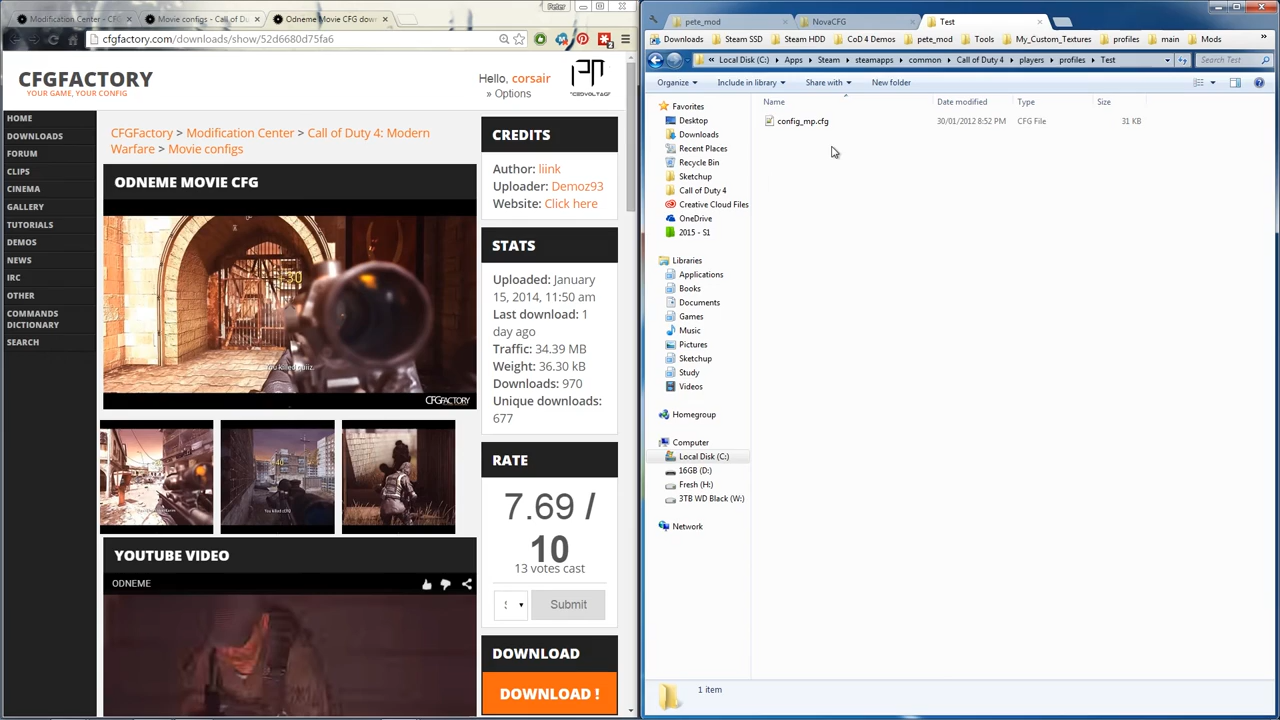 Modification Center - CFG
Movie configs - Call of Du
Odneme Movie CFG dow
Peter
cfgfactory.com/downloads/show/52d6680d75fa6
2
CFGFACTORY
YOUR GAME, YOUR CONFIG
Hello, corsair
» Options
"CEDVOLTAG"
HOME
DOWNLOADS
FORUM
CLIPS
CINEMA
GALLERY
TUTORIALS
DEMOS
NEWS
IRC
OTHER
COMMANDS
DICTIONARY
SEARCH
CFGFactory > Modification Center > Call of Duty 4: Modern
Warfare > Movie configs
ODNEME MOVIE CFG
CFGFACTORY
YOUTUBE VIDEO
ODNEME
CREDITS
Author: liink
Uploader: Demoz93
Website: Click here
STATS
Uploaded: January
15, 2014, 11:50 am
Last download: 1
day ago
Traffic: 34.39 MB
Weight: 36.30 kB
Downloads: 970
Unique downloads:
677
RATE
7.69 /
10
13 votes cast
Submit
DOWNLOAD
DOWNLOAD !
pete_mod
NovaCFG
Test
Downloads
Steam SSD
Steam HDD
CoD 4 Demos
pete_mod
Tools
My_Custom_Textures
profiles
main
Mods
»
« Local Disk (C:) Apps Steam steamapps common Call of Duty 4 players profiles Test
Search Test
Organize
Include in library
Share with
New folder
Name
Date modified
Type
Size
config_mp.cfg
30/01/2012 8:52 PM
CFG File
31 KB
Favorites
Desktop
Downloads
Recent Places
Recycle Bin
Sketchup
Call of Duty 4
Creative Cloud Files
OneDrive
2015 - S1
Libraries
Applications
Books
Documents
Games
Music
Pictures
Sketchup
Study
Videos
Homegroup
Computer
Local Disk (C:)
16GB (D:)
Fresh (H:)
3TB WD Black (W:)
Network
1 item